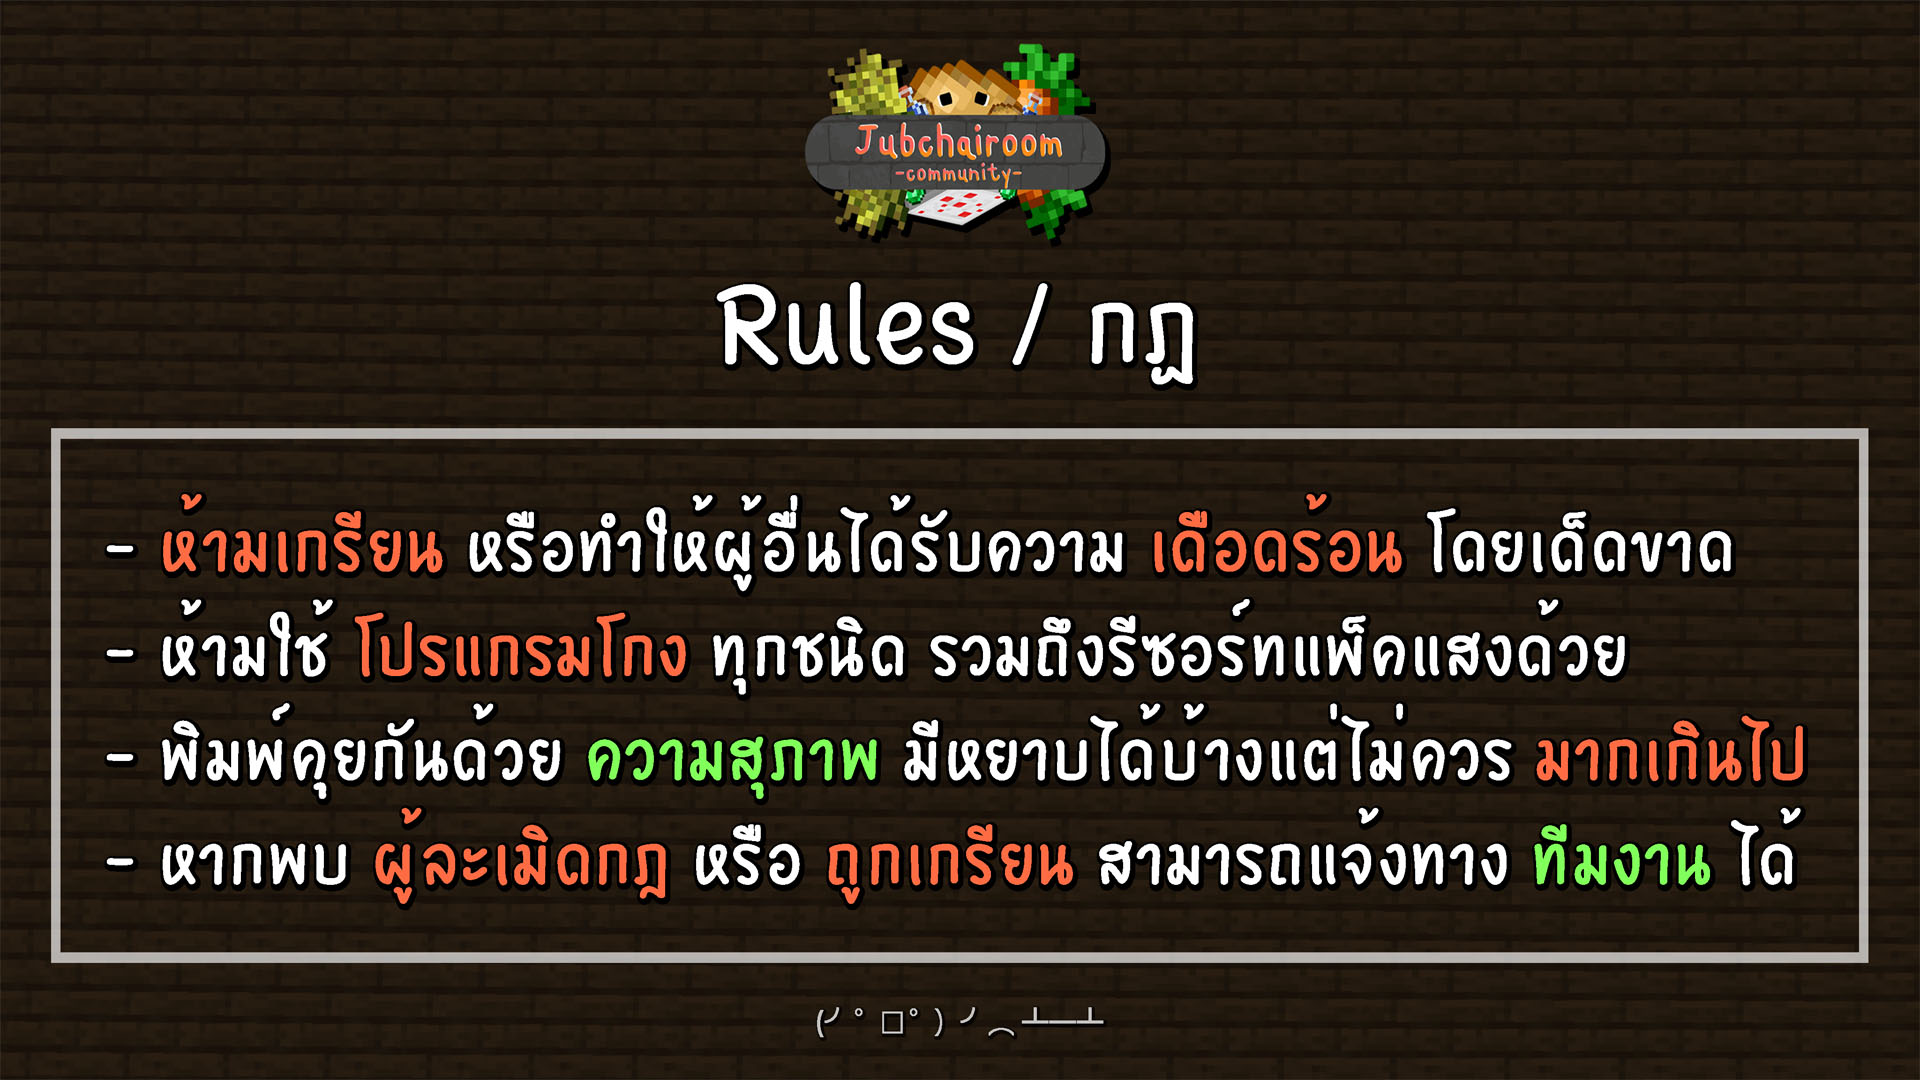 Jubchairoom
-community-
Rules / กฏ
- ห้ามเกรียน หรือทำให้ผู้อื่นได้รับความ เดือดร้อน โดยเด็ดขาด
- ห้ามใช้ โปรแกรมโกง ทุกชนิด รวมถึงรีซอร์ทแพ็คแสงด้วย
- พิมพ์คุยกันด้วย ความสุภาพ มีหยาบได้บ้างแต่ไม่ควร มากเกินไป
- หากพบ ผู้ละเมิดกฎ หรือ ถูกเกรียน สามารถแจ้งทาง ทีมงาน ได้
(╯°□°)╯︵ ┻━┻